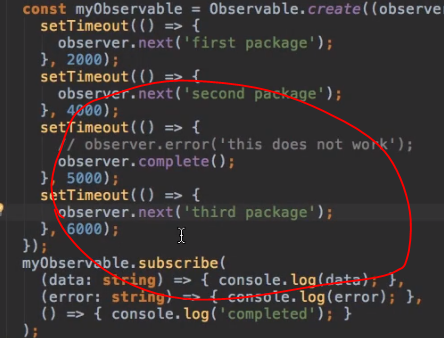 const myObservable = Observable.create((observer
setTimeout(() => {
observer.next('first package');
}, 2000);
setTimeout(() => {
observer.next('second package');
}, 4000);
setTimeout(() => {
// observer.error('this does not work');
observer.complete();
}, 5000);
setTimeout(() => {
observer.next('third package');
}, 6000);
});
myObservable.subscribe(
(data: string) => { console.log(data); },
(error: string) => { console.log(error); },
() => { console.log('completed'); }
);